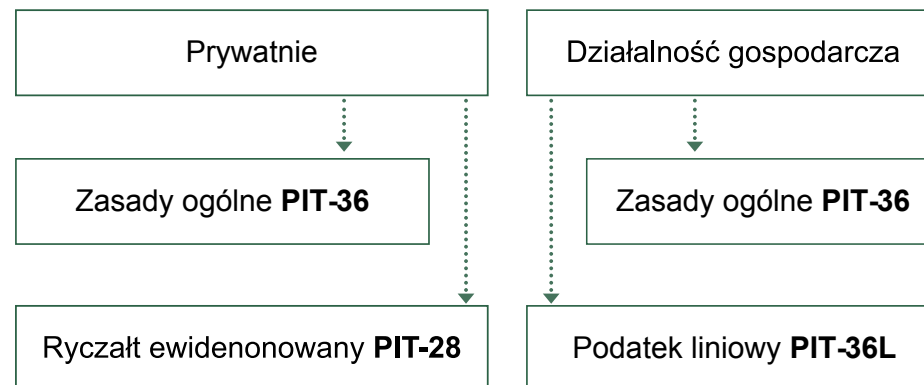 Prywatnie
Działalność gospodarcza
Zasady ogólne PIT-36
Zasady ogólne PIT-36
Ryczałt ewidenonowany PIT-28
Podatek liniowy PIT-36L